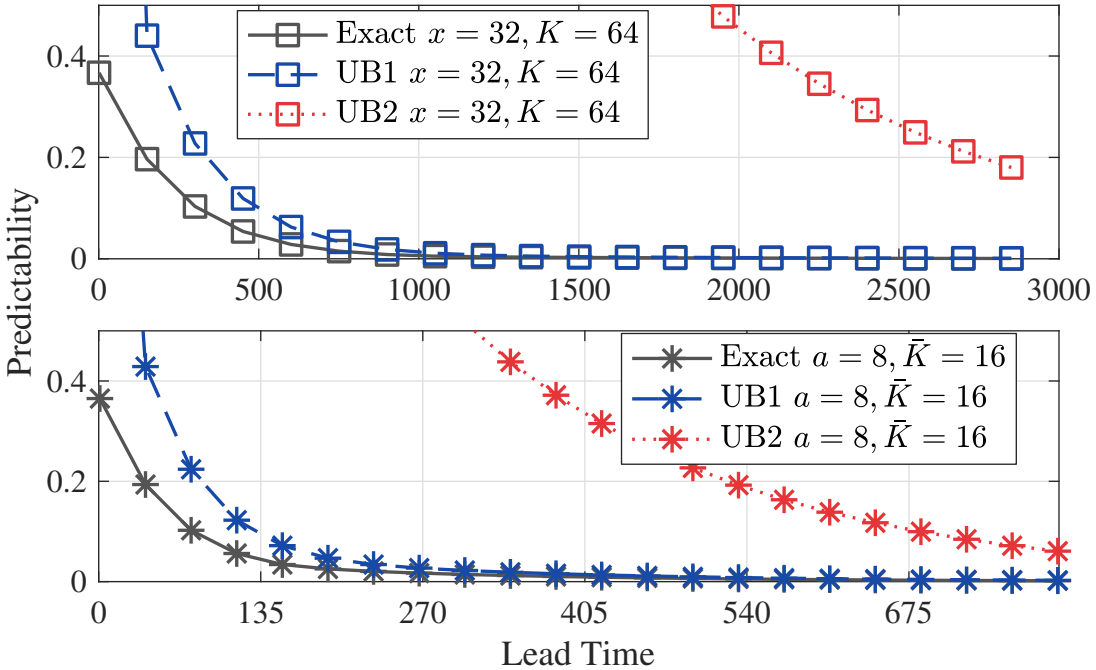 0.4
0.2
0
Exact x = 32, K = 64
UB1 x = 32, K = 64
UB2 x = 32, K = 64
0 500 1000 1500 2000 2500 3000
Predictability
0.4
0.2
0
Exact a = 8, K̄ = 16
UB1 a = 8, K̄ = 16
UB2 a = 8, K̄ = 16
0 135 270 405 540 675
Lead Time